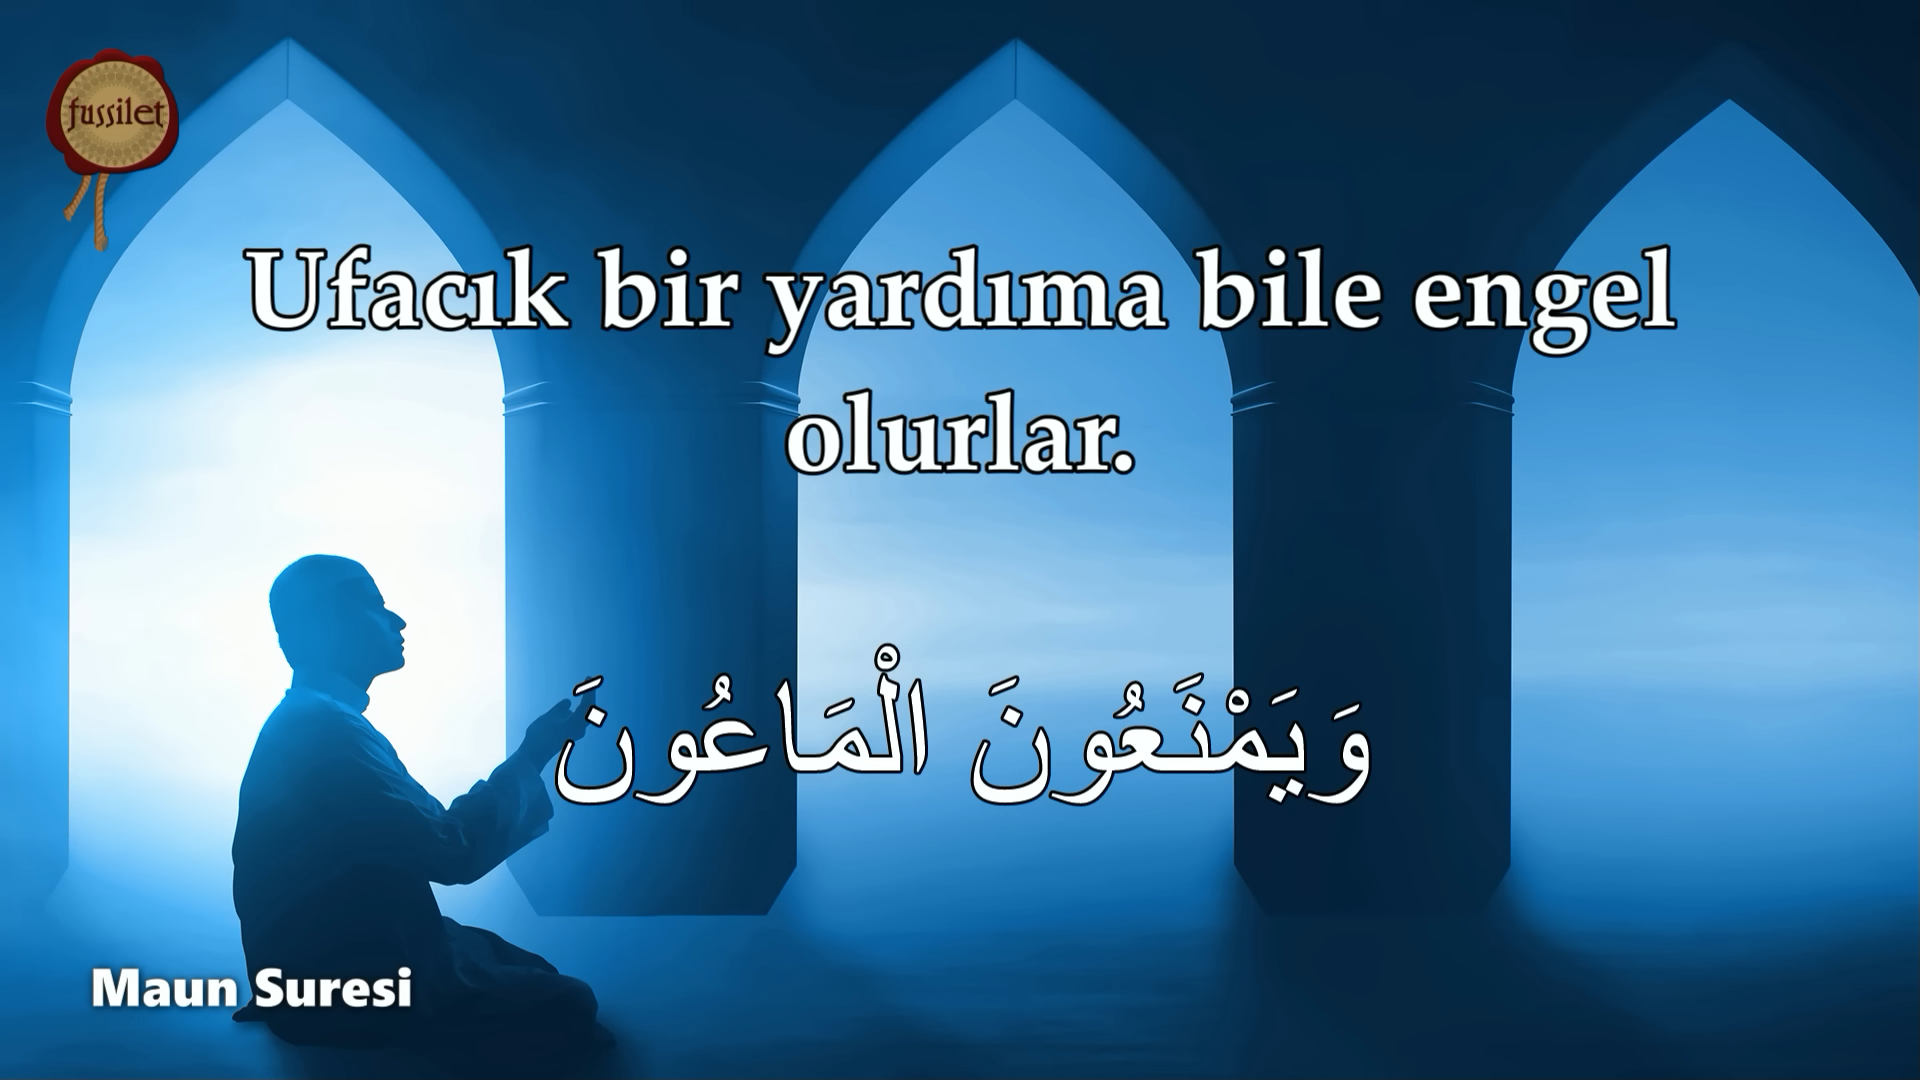 fussilet
Ufacık bir yardıma bile engel
olurlar.
وَيَمْنَعُونَ الْمَاعُونَ
Maun Suresi